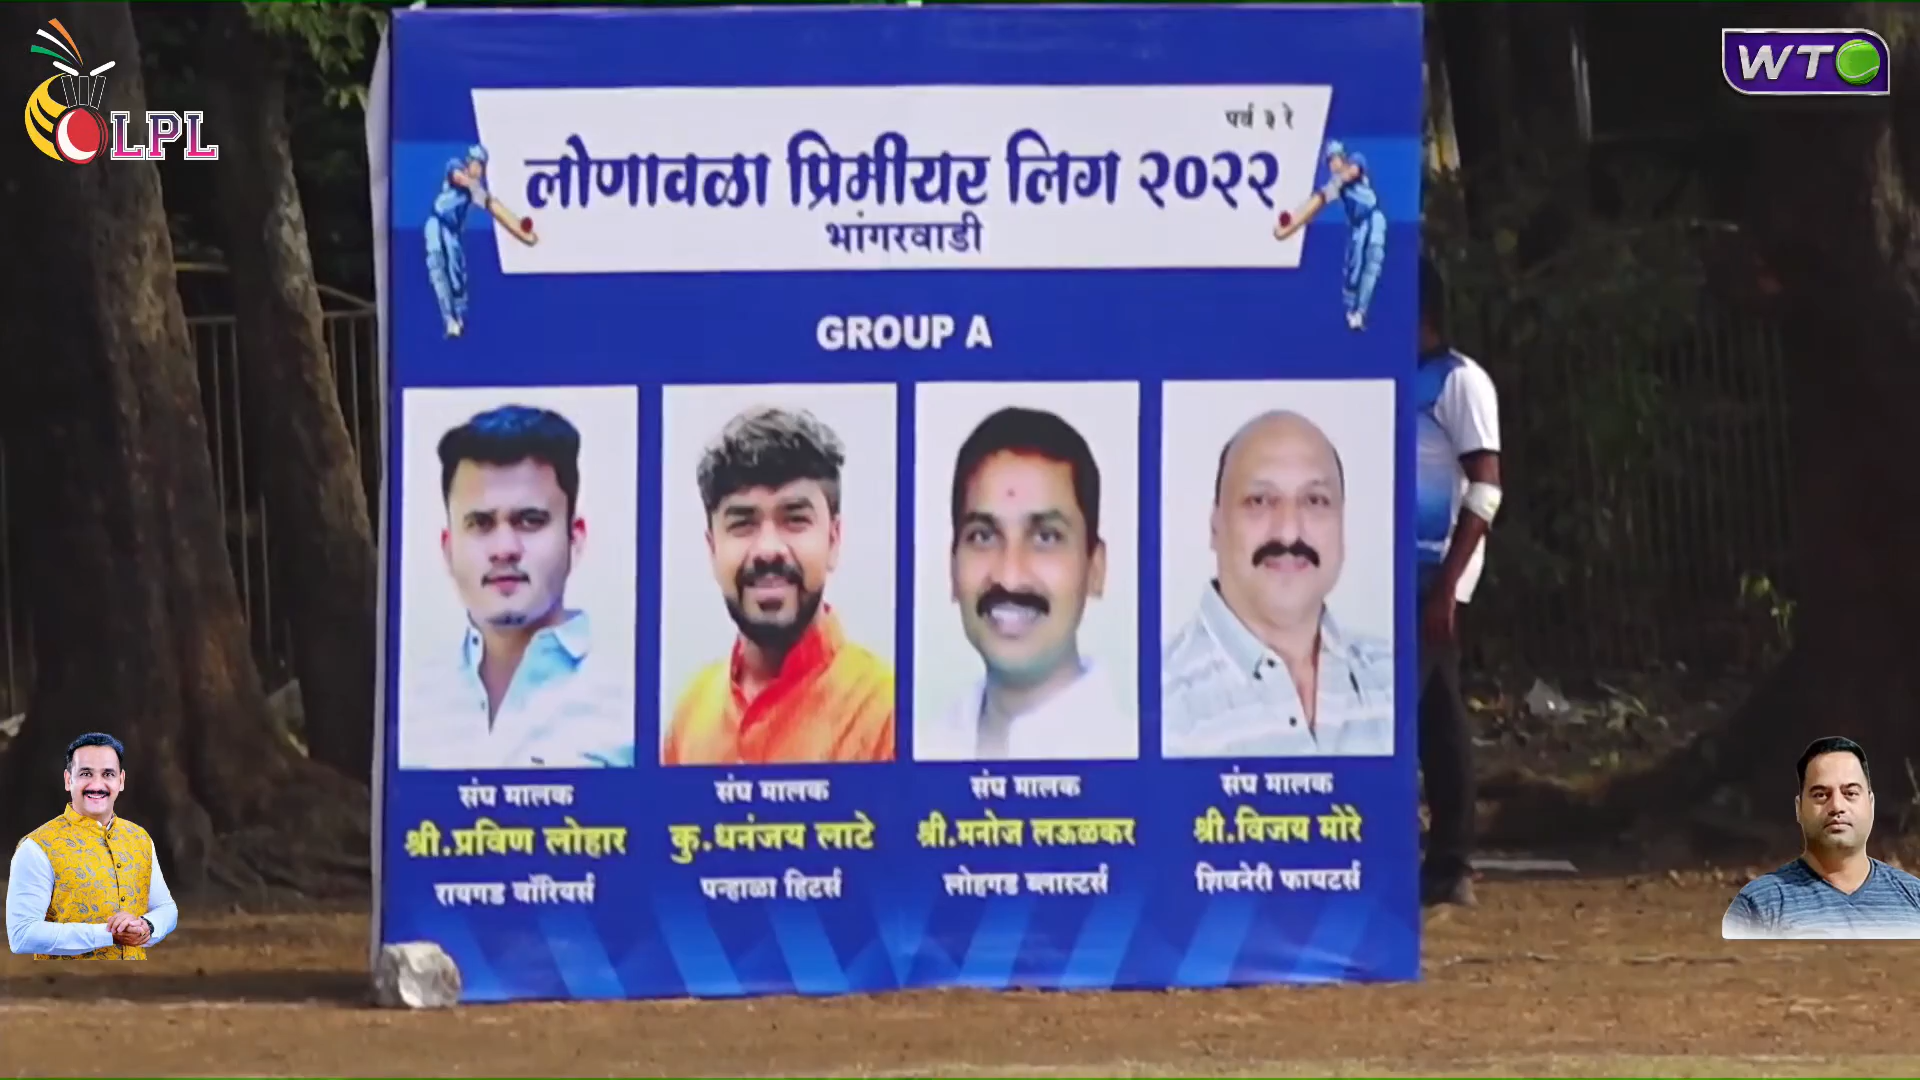 LPL
WTO
पर्व ३ रे
लोणावळा प्रिमीयर लिग २०२२
भांगरवाडी
GROUP A
संघ मालक
श्री.प्रविण लोहार
रायगड वॉरियर्स
संघ मालक
कु.धनंजय लाटे
पन्हाळा हिटर्स
संघ मालक
श्री.मनोज लऊळकर
लोहगड ब्लास्टर्स
संघ मालक
श्री.विजय मोरे
शिवनेरी फायटर्स